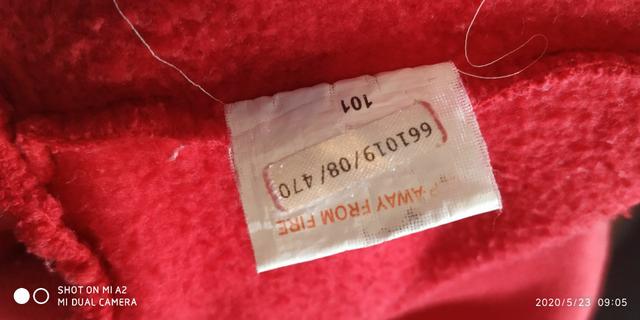 AWAY FROM FIRE
661019/08/470
101
SHOT ON MI A2
MI DUAL CAMERA
2020/5/23 09:05